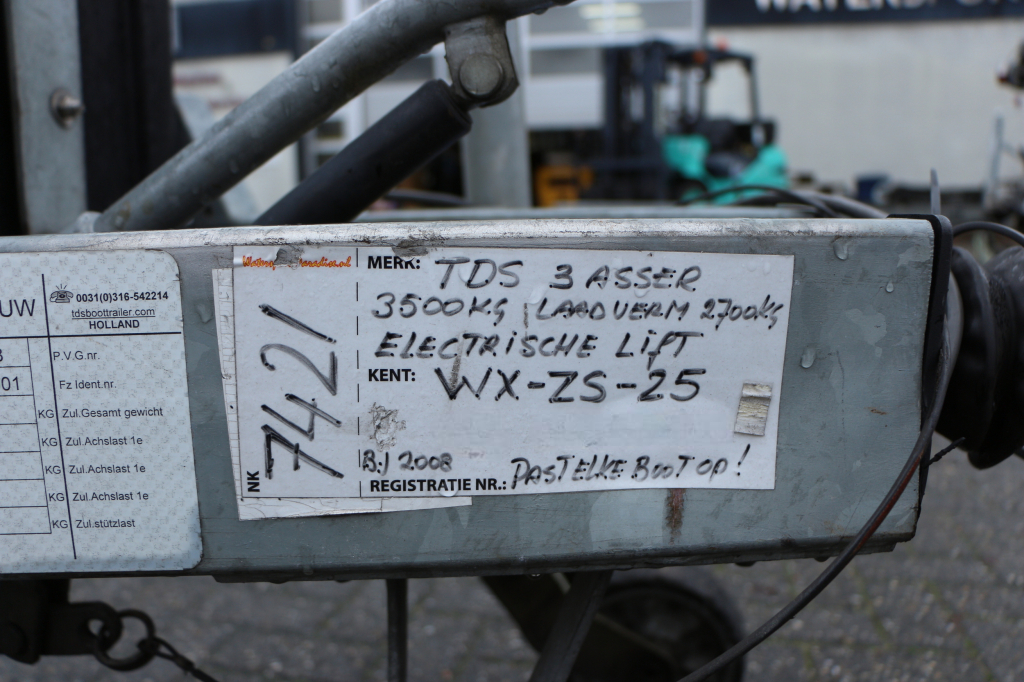 WATERSPORT
UW
0031(0)316-542214
tdsboottrailer.com
HOLLAND
P.V.G nr.
01 Fz Ident.nr.
KG Zul.Gesamt gewicht
KG Zul.Achslast 1e
KG Zul.Achslast 1e
KG Zul.Achslast 1e
KG Zul.stützlast
NK 7421
MERK: TDS 3 ASSER
3500KG LAADVERM 2700KG
ELECTRISCHE LIFT
KENT: WX-ZS-25
BJ 2008
REGISTRATIE NR.: PAST ELKE BOOT OP!